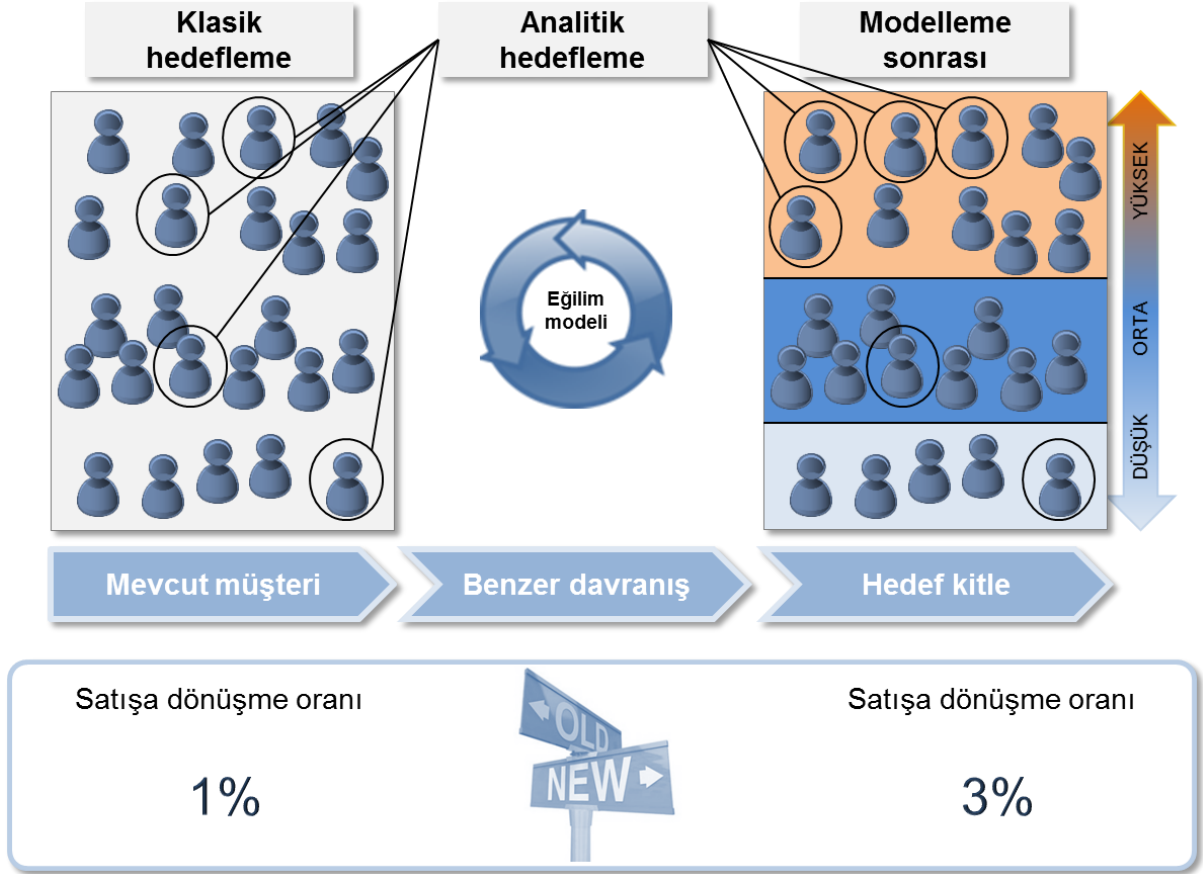 Klasik
hedefleme
Analitik
hedefleme
Modelleme
sonrası
YÜKSEK
ORTA
DÜŞÜK
Eğilim
modeli
Mevcut müşteri
Benzer davranış
Hedef kitle
Satışa dönüşme oranı
1%
OLD
NEW
Satışa dönüşme oranı
3%